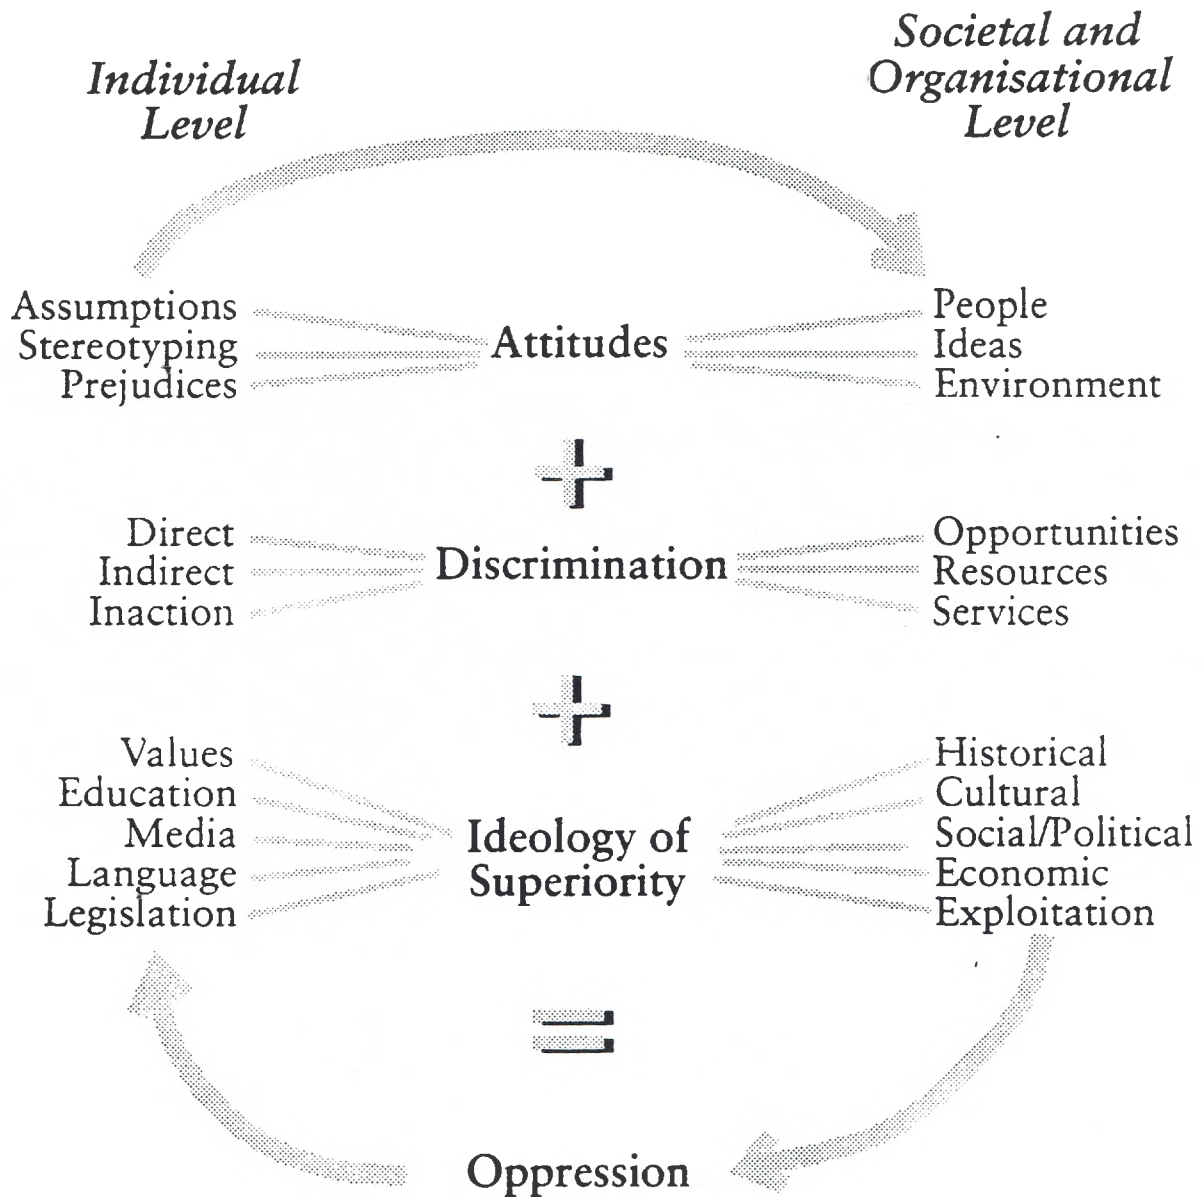 Individual
Level
Societal and
Organisational
Level
Assumptions
Stereotyping
Prejudices
Attitudes
People
Ideas
Environment
+
Direct
Indirect
Inaction
Discrimination
Opportunities
Resources
Services
+
Values
Education
Media
Language
Legislation
Ideology of
Superiority
Historical
Cultural
Social/Political
Economic
Exploitation
=
Oppression